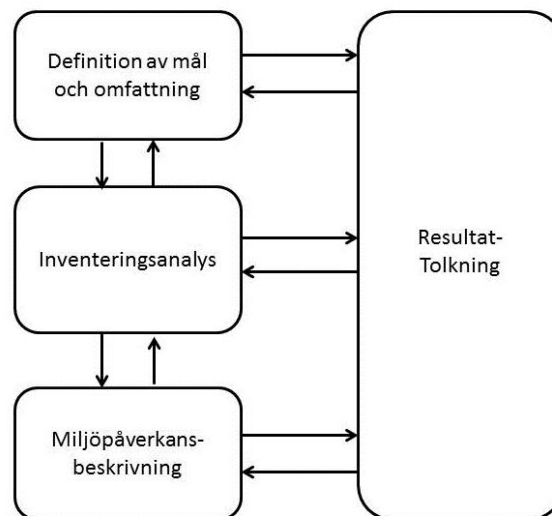 Definition av mål
och omfattning
Inventeringsanalys
Miljöpåverkans-
beskrivning
Resultat-
Tolkning